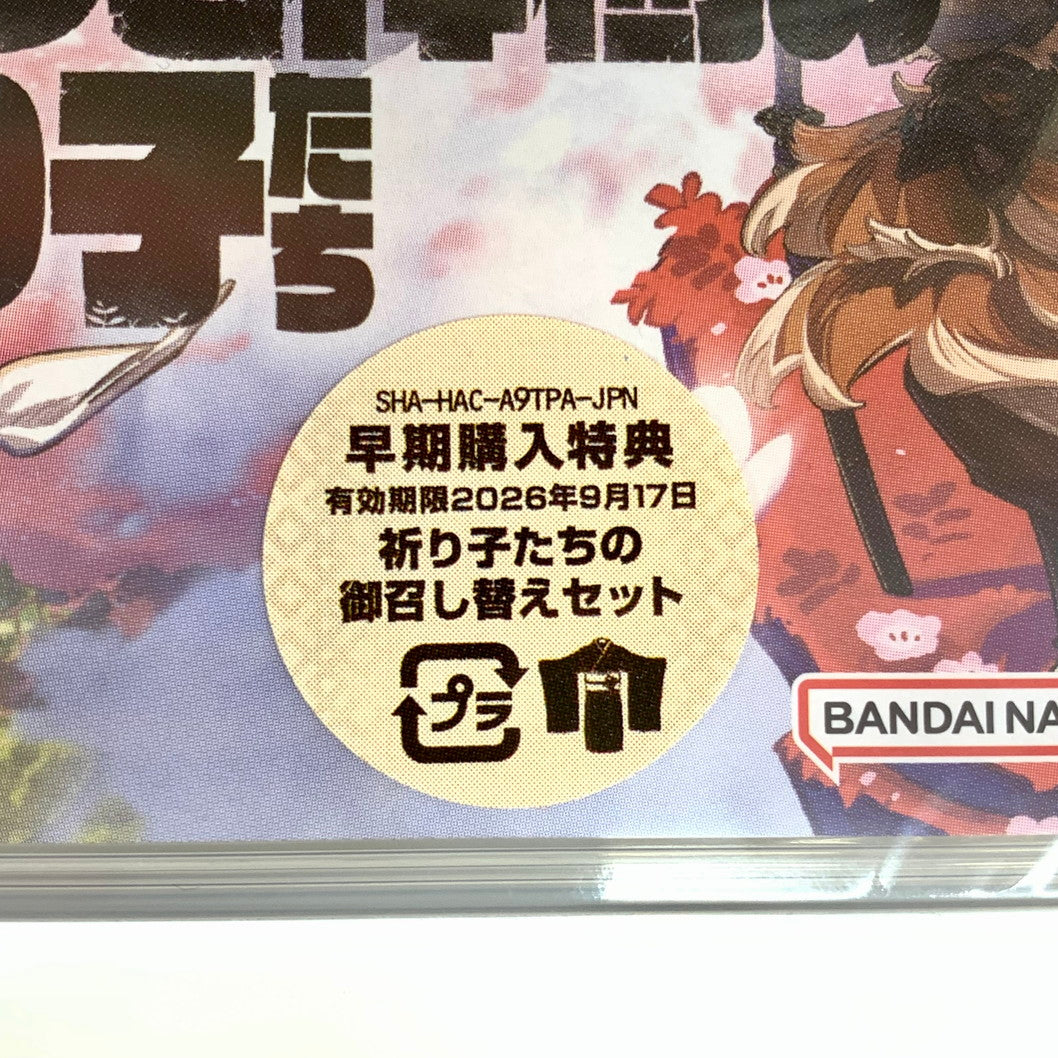 子たち
SHA-HAC-A9TPA-JPN
早期購入特典
有効期限2026年9月17日
祈り子たちの
御召し替えセット
プラ
BANDAI NA